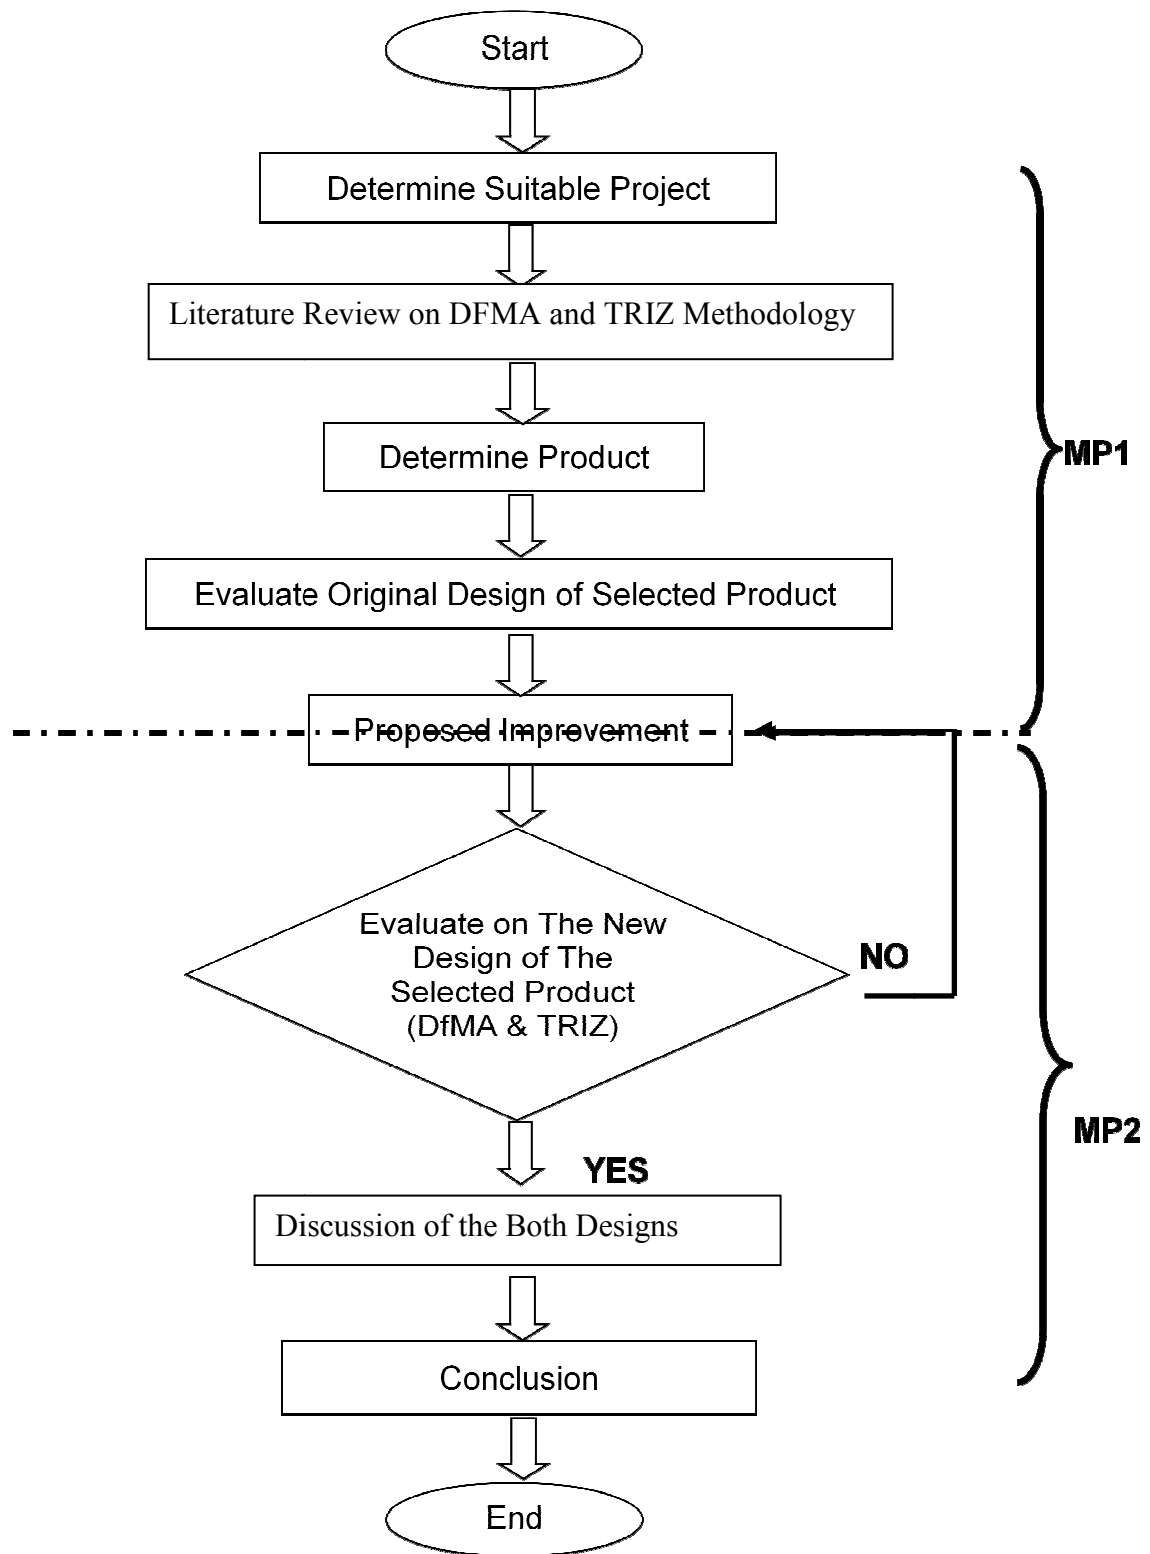 Start
Determine Suitable Project
Literature Review on DFMA and TRIZ Methodology
Determine Product
MP1
Evaluate Original Design of Selected Product
Proposed Improvement
Evaluate on The New
Design of The
Selected Product
(DfMA & TRIZ)
NO
MP2
YES
Discussion of the Both Designs
Conclusion
End